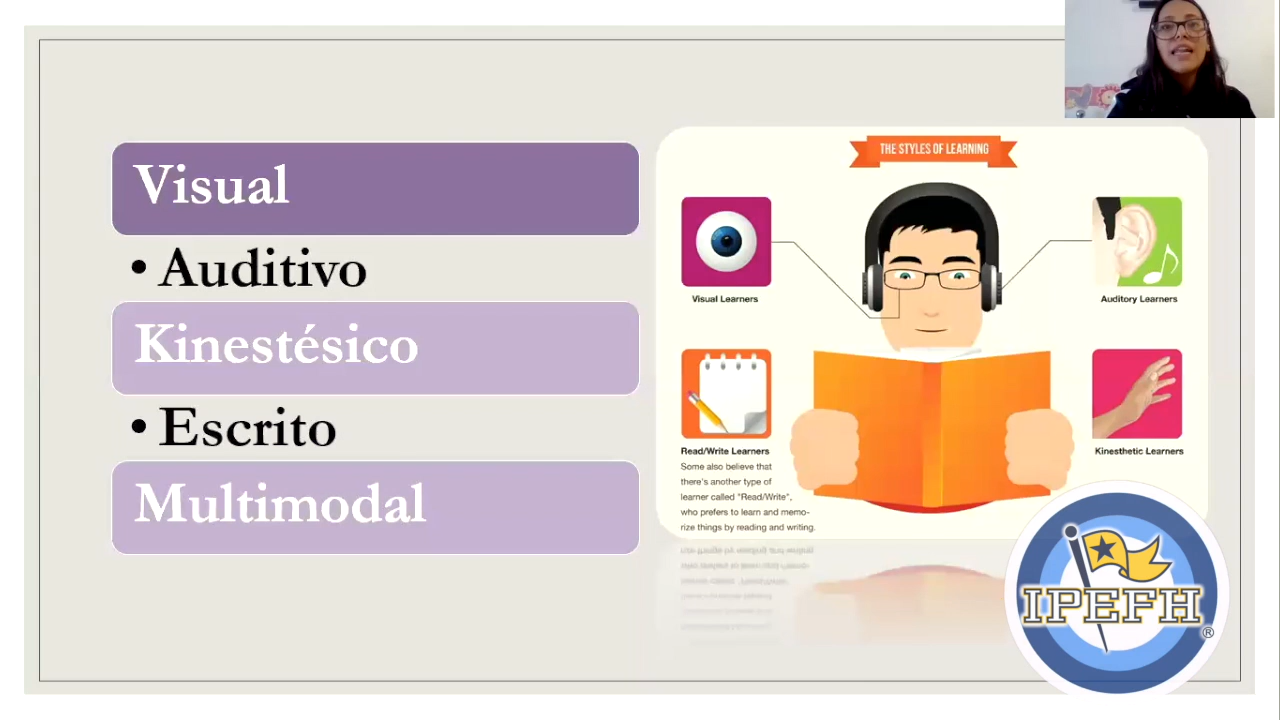 Visual
• Auditivo
Kinestésico
• Escrito
Multimodal
THE STYLES OF LEARNING
Visual Learners
Auditory Learners
Read/Write Learners
Some also believe that
there's another type of
learner called "Read/Write",
who prefers to learn and memo-
rize things by reading and writing.
Kinesthetic Learners
IPEFH®